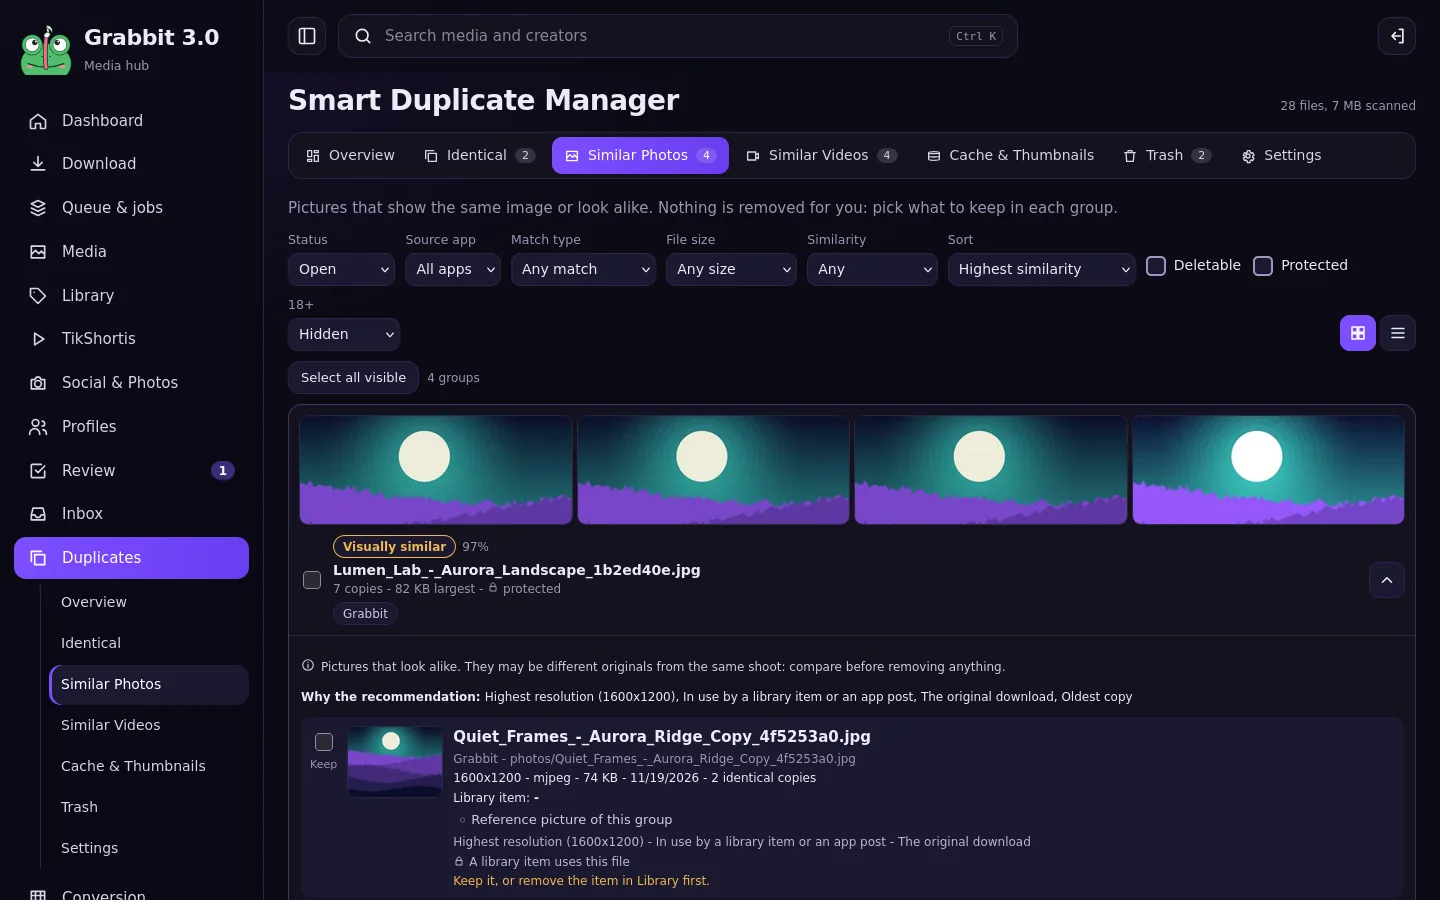 Grabbit 3.0
Media hub
Dashboard
Download
Queue & jobs
Media
Library
TikShortis
Social & Photos
Profiles
Review 1
Inbox
Duplicates
Overview
Identical
Similar Photos
Similar Videos
Cache & Thumbnails
Trash
Settings
Conversion
Search media and creators Ctrl K
Smart Duplicate Manager
28 files, 7 MB scanned
Overview Identical 2 Similar Photos 4 Similar Videos 4 Cache & Thumbnails Trash 2 Settings
Pictures that show the same image or look alike. Nothing is removed for you: pick what to keep in each group.
Status Source app Match type File size Similarity Sort
Open All apps Any match Any size Any Highest similarity Deletable Protected
18+
Hidden
Select all visible 4 groups
Visually similar 97%
Lumen_Lab_-_Aurora_Landscape_1b2ed40e.jpg
7 copies - 82 KB largest - protected
Grabbit
Pictures that look alike. They may be different originals from the same shoot: compare before removing anything.
Why the recommendation: Highest resolution (1600x1200), In use by a library item or an app post, The original download, Oldest copy
Keep
Quiet_Frames_-_Aurora_Ridge_Copy_4f5253a0.jpg
Grabbit - photos/Quiet_Frames_-_Aurora_Ridge_Copy_4f5253a0.jpg
1600x1200 - mjpeg - 74 KB - 11/19/2026 - 2 identical copies
Library item: -
Reference picture of this group
Highest resolution (1600x1200) - In use by a library item or an app post - The original download
A library item uses this file
Keep it, or remove the item in Library first.